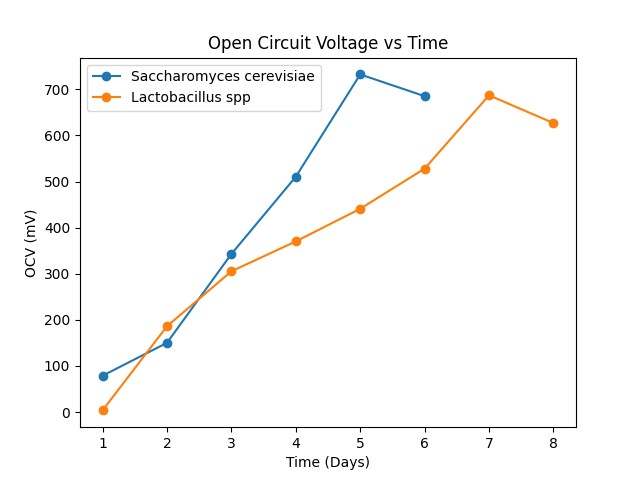 Open Circuit Voltage vs Time
Saccharomyces cerevisiae
Lactobacillus spp
OCV (mV)
700
600
500
400
300
200
100
0
1 2 3 4 5 6 7 8
Time (Days)